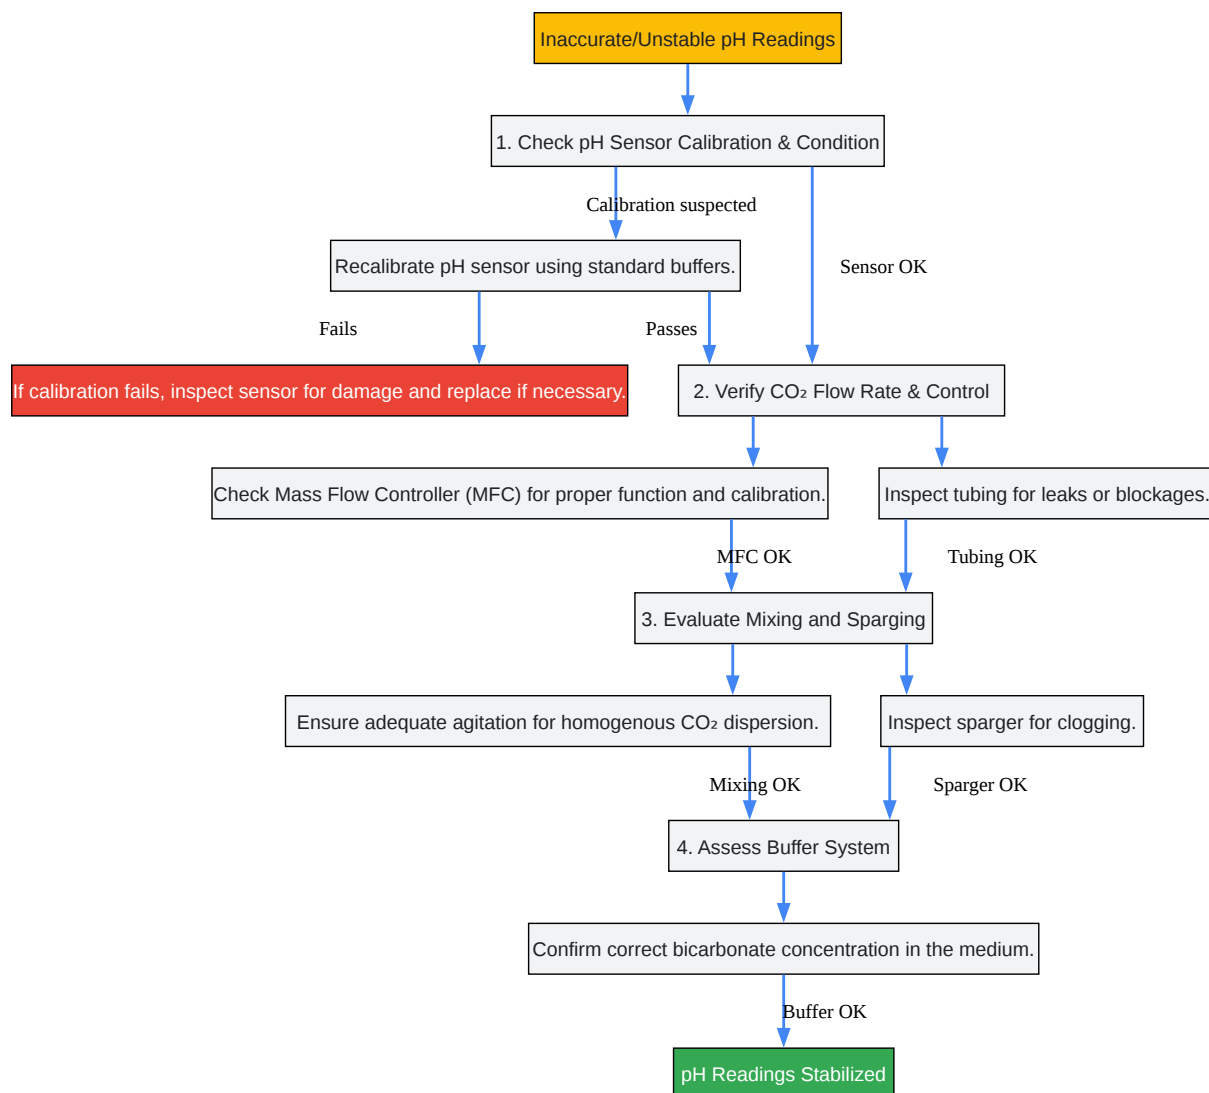 Inaccurate/Unstable pH Readings
1. Check pH Sensor Calibration & Condition
Calibration suspected
Recalibrate pH sensor using standard buffers.
Sensor OK
Fails
Passes
If calibration fails, inspect sensor for damage and replace if necessary.
2. Verify CO₂ Flow Rate & Control
Check Mass Flow Controller (MFC) for proper function and calibration.
Inspect tubing for leaks or blockages.
MFC OK
Tubing OK
3. Evaluate Mixing and Sparging
Ensure adequate agitation for homogenous CO₂ dispersion.
Inspect sparger for clogging.
Mixing OK
Sparger OK
4. Assess Buffer System
Confirm correct bicarbonate concentration in the medium.
Buffer OK
pH Readings Stabilized